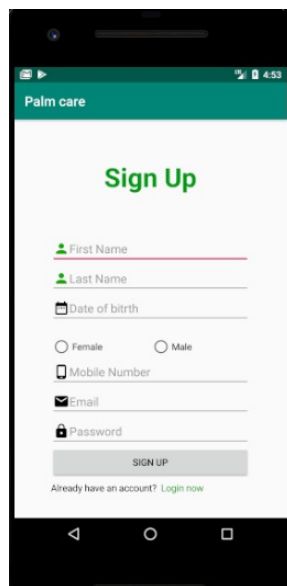 4:53
Palm care
Sign Up
First Name
Last Name
Date of bitrth
Female Male
Mobile Number
Email
Password
SIGN UP
Already have an account? Login now